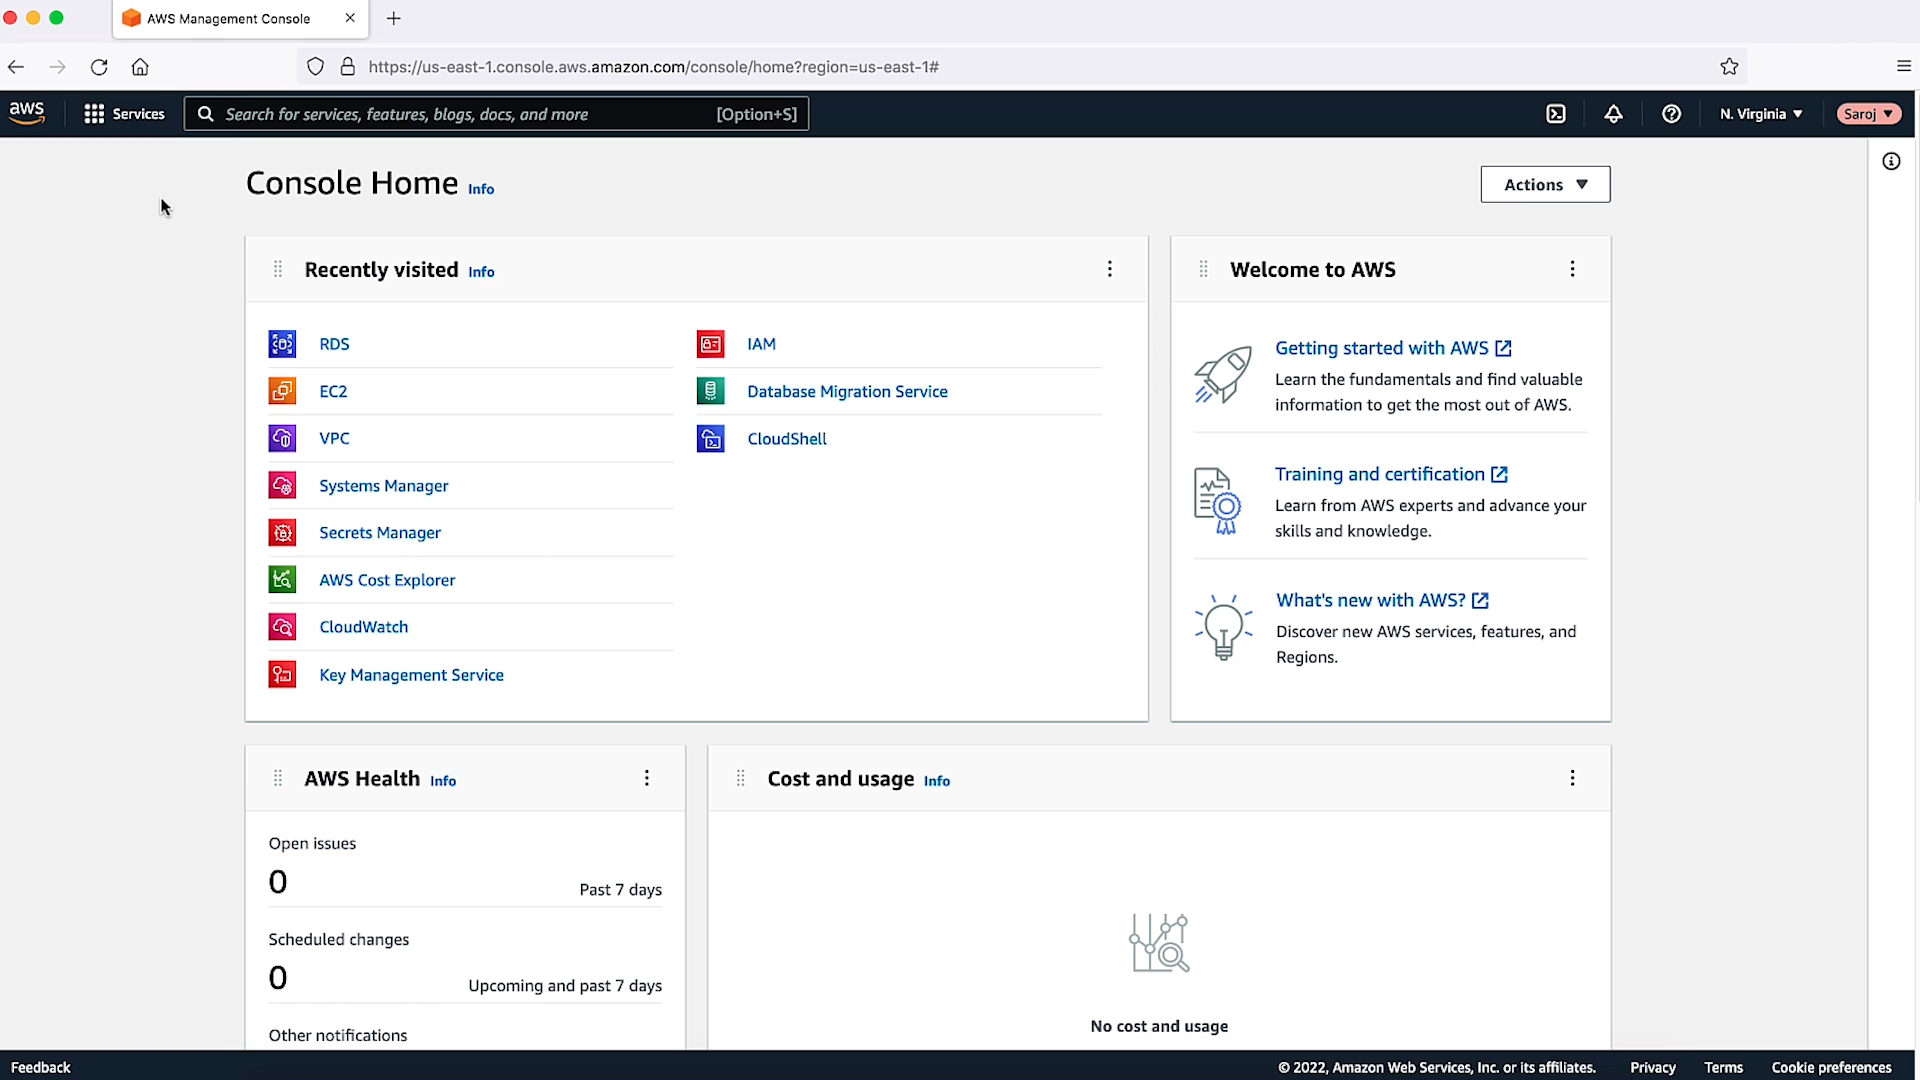 AWS Management Console
https://us-east-1.console.aws.amazon.com/console/home?region=us-east-1#
aws
Services
Search for services, features, blogs, docs, and more
[Option+S]
N. Virginia
Saroj
Console Home Info
Actions
Recently visited Info
RDS
EC2
VPC
Systems Manager
Secrets Manager
AWS Cost Explorer
CloudWatch
Key Management Service
IAM
Database Migration Service
CloudShell
Welcome to AWS
Getting started with AWS
Learn the fundamentals and find valuable
information to get the most out of AWS.
Training and certification
Learn from AWS experts and advance your
skills and knowledge.
What's new with AWS?
Discover new AWS services, features, and
Regions.
AWS Health Info
Open issues
0
Past 7 days
Scheduled changes
0
Upcoming and past 7 days
Other notifications
Cost and usage Info
No cost and usage
Feedback
© 2022, Amazon Web Services, Inc. or its affiliates.
Privacy
Terms
Cookie preferences